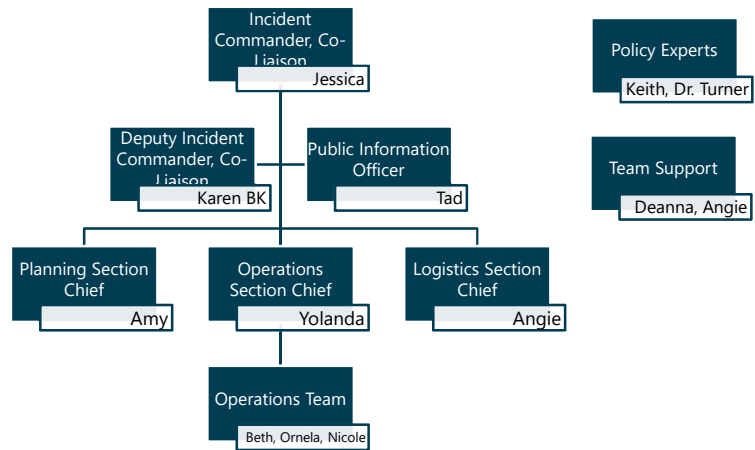 Incident
Commander, Co-
Liaison
Jessica
Policy Experts
Keith, Dr. Turner
Deputy Incident
Commander, Co-
Liaison
Karen BK
Public Information
Officer
Tad
Team Support
Deanna, Angie
Planning Section
Chief
Amy
Operations
Section Chief
Yolanda
Logistics Section
Chief
Angie
Operations Team
Beth, Ornela, Nicole